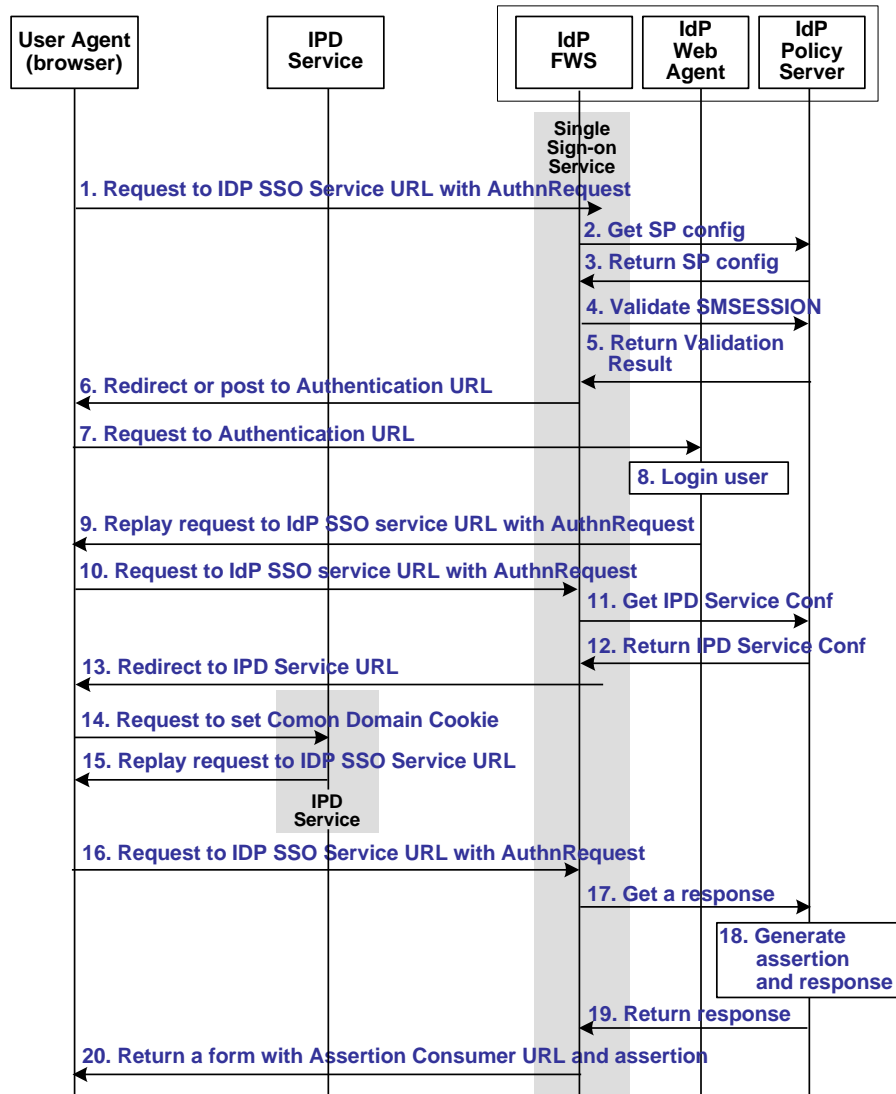 User Agent
(browser)
IPD
Service
IdP
FWS
IdP
Web
Agent
IdP
Policy
Server
Single
Sign-on
Service
1. Request to IDP SSO Service URL with AuthnRequest
2. Get SP config
3. Return SP config
4. Validate SMSESSION
5. Return Validation
Result
6. Redirect or post to Authentication URL
7. Request to Authentication URL
8. Login user
9. Replay request to IdP SSO service URL with AuthnRequest
10. Request to IdP SSO service URL with AuthnRequest
11. Get IPD Service Conf
12. Return IPD Service Conf
13. Redirect to IPD Service URL
14. Request to set Comon Domain Cookie
15. Replay request to IDP SSO Service URL
IPD
Service
16. Request to IDP SSO Service URL with AuthnRequest
17. Get a response
18. Generate
assertion
and response
19. Return response
20. Return a form with Assertion Consumer URL and assertion